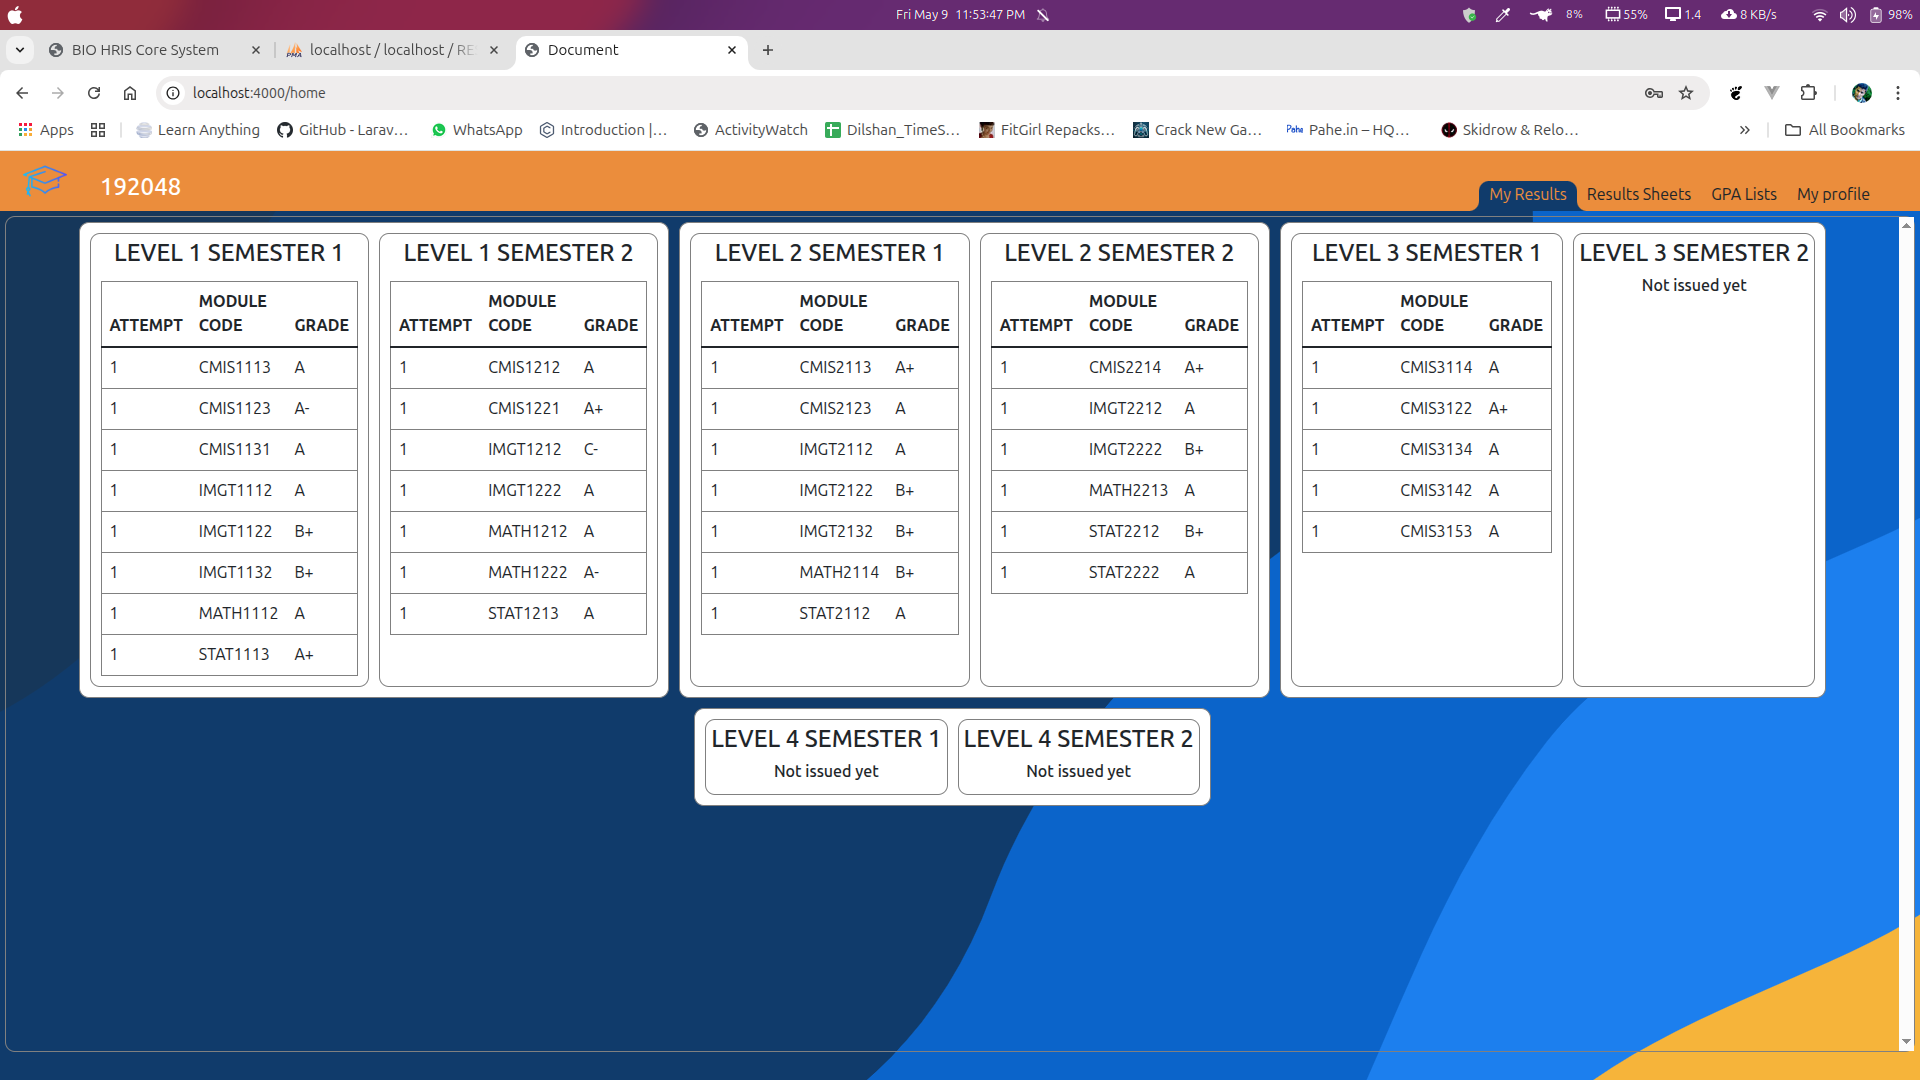 Fri May 9 11:53:47 PM 8% 55% 1.4 8 KB/s 98%
BIO HRIS Core System
localhost / localhost / RE
Document
localhost:4000/home
Apps
Learn Anything
GitHub - Larav…
WhatsApp
Introduction |…
ActivityWatch
Dilshan_TimeS…
FitGirl Repacks…
Crack New Ga…
Pahe Pahe.in – HQ…
Skidrow & Relo…
All Bookmarks
192048
My Results Results Sheets GPA Lists My profile
LEVEL 1 SEMESTER 1
ATTEMPT MODULE CODE GRADE
1 CMIS1113 A
1 CMIS1123 A-
1 CMIS1131 A
1 IMGT1112 A
1 IMGT1122 B+
1 IMGT1132 B+
1 MATH1112 A
1 STAT1113 A+
LEVEL 1 SEMESTER 2
ATTEMPT MODULE CODE GRADE
1 CMIS1212 A
1 CMIS1221 A+
1 IMGT1212 C-
1 IMGT1222 A
1 MATH1212 A
1 MATH1222 A-
1 STAT1213 A
LEVEL 2 SEMESTER 1
ATTEMPT MODULE CODE GRADE
1 CMIS2113 A+
1 CMIS2123 A
1 IMGT2112 A
1 IMGT2122 B+
1 IMGT2132 B+
1 MATH2114 B+
1 STAT2112 A
LEVEL 2 SEMESTER 2
ATTEMPT MODULE CODE GRADE
1 CMIS2214 A+
1 IMGT2212 A
1 IMGT2222 B+
1 MATH2213 A
1 STAT2212 B+
1 STAT2222 A
LEVEL 3 SEMESTER 1
ATTEMPT MODULE CODE GRADE
1 CMIS3114 A
1 CMIS3122 A+
1 CMIS3134 A
1 CMIS3142 A
1 CMIS3153 A
LEVEL 3 SEMESTER 2
Not issued yet
LEVEL 4 SEMESTER 1
Not issued yet
LEVEL 4 SEMESTER 2
Not issued yet